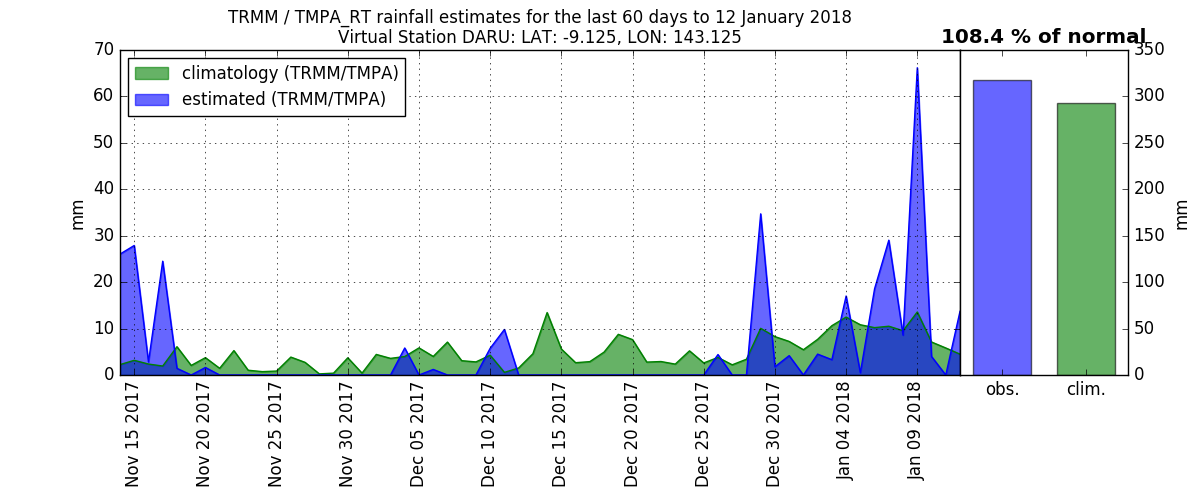 TRMM / TMPA_RT rainfall estimates for the last 60 days to 12 January 2018
Virtual Station DARU: LAT: -9.125, LON: 143.125
108.4 % of normal
climatology (TRMM/TMPA)
estimated (TRMM/TMPA)
mm
70
60
50
40
30
20
10
0
Nov 15 2017
Nov 20 2017
Nov 25 2017
Nov 30 2017
Dec 05 2017
Dec 10 2017
Dec 15 2017
Dec 20 2017
Dec 25 2017
Dec 30 2017
Jan 04 2018
Jan 09 2018
obs.
clim.
350
300
250
200
150
100
50
0
mm